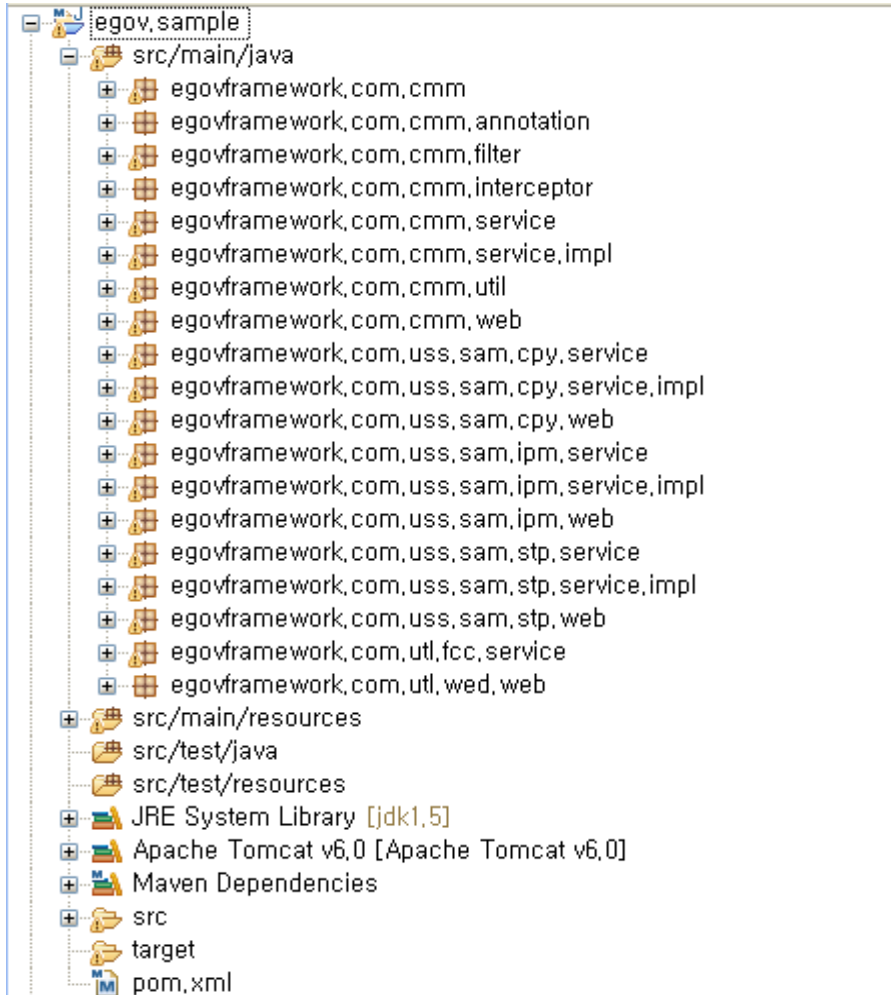 egov.sample
src/main/java
egovframework.com.cmm
egovframework.com.cmm.annotation
egovframework.com.cmm.filter
egovframework.com.cmm.interceptor
egovframework.com.cmm.service
egovframework.com.cmm.service.impl
egovframework.com.cmm.util
egovframework.com.cmm.web
egovframework.com.uss.sam.cpy.service
egovframework.com.uss.sam.cpy.service.impl
egovframework.com.uss.sam.cpy.web
egovframework.com.uss.sam.ipm.service
egovframework.com.uss.sam.ipm.service.impl
egovframework.com.uss.sam.ipm.web
egovframework.com.uss.sam.stp.service
egovframework.com.uss.sam.stp.service.impl
egovframework.com.uss.sam.stp.web
egovframework.com.utl.fcc.service
egovframework.com.utl.wed.web
src/main/resources
src/test/java
src/test/resources
JRE System Library [jdk1.5]
Apache Tomcat v6.0 [Apache Tomcat v6.0]
Maven Dependencies
src
target
pom.xml